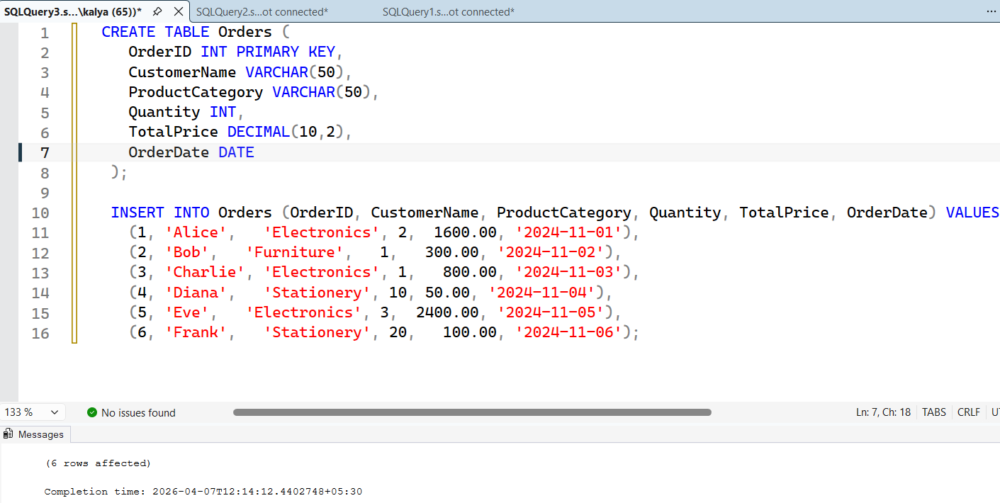 SQLQuery3.s...\kalya (65))* SQLQuery2.s...ot connected* SQLQuery1.s...ot connected*
1 CREATE TABLE Orders (
2 OrderID INT PRIMARY KEY,
3 CustomerName VARCHAR(50),
4 ProductCategory VARCHAR(50),
5 Quantity INT,
6 TotalPrice DECIMAL(10,2),
7 OrderDate DATE
8 );
9
10 INSERT INTO Orders (OrderID, CustomerName, ProductCategory, Quantity, TotalPrice, OrderDate) VALUES
11 (1, 'Alice', 'Electronics', 2, 1600.00, '2024-11-01'),
12 (2, 'Bob', 'Furniture', 1, 300.00, '2024-11-02'),
13 (3, 'Charlie', 'Electronics', 1, 800.00, '2024-11-03'),
14 (4, 'Diana', 'Stationery', 10, 50.00, '2024-11-04'),
15 (5, 'Eve', 'Electronics', 3, 2400.00, '2024-11-05'),
16 (6, 'Frank', 'Stationery', 20, 100.00, '2024-11-06');
133 % No issues found Ln: 7, Ch: 18 TABS CRLF
Messages
(6 rows affected)
Completion time: 2026-04-07T12:14:12.4402748+05:30